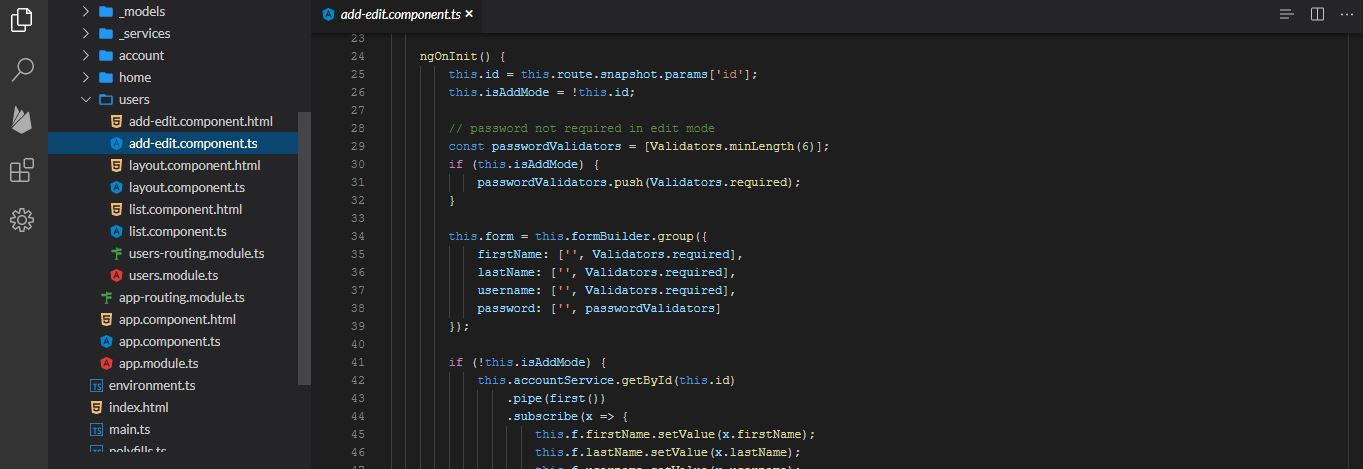 _models
_services
account
home
users
add-edit.component.html
add-edit.component.ts
layout.component.html
layout.component.ts
list.component.html
list.component.ts
users-routing.module.ts
users.module.ts
app-routing.module.ts
app.component.html
app.component.ts
app.module.ts
TS environment.ts
index.html
TS main.ts
TS polyfills.ts
add-edit.component.ts ×
23
24 ngOnInit() {
25 this.id = this.route.snapshot.params['id'];
26 this.isAddMode = !this.id;
27
28 // password not required in edit mode
29 const passwordValidators = [Validators.minLength(6)];
30 if (this.isAddMode) {
31 passwordValidators.push(Validators.required);
32 }
33
34 this.form = this.formBuilder.group({
35 firstName: ['', Validators.required],
36 lastName: ['', Validators.required],
37 username: ['', Validators.required],
38 password: ['', passwordValidators]
39 });
40
41 if (!this.isAddMode) {
42 this.accountService.getById(this.id)
43 .pipe(first())
44 .subscribe(x => {
45 this.f.firstName.setValue(x.firstName);
46 this.f.lastName.setValue(x.lastName);
47 this.f.username.setValue(x.username);